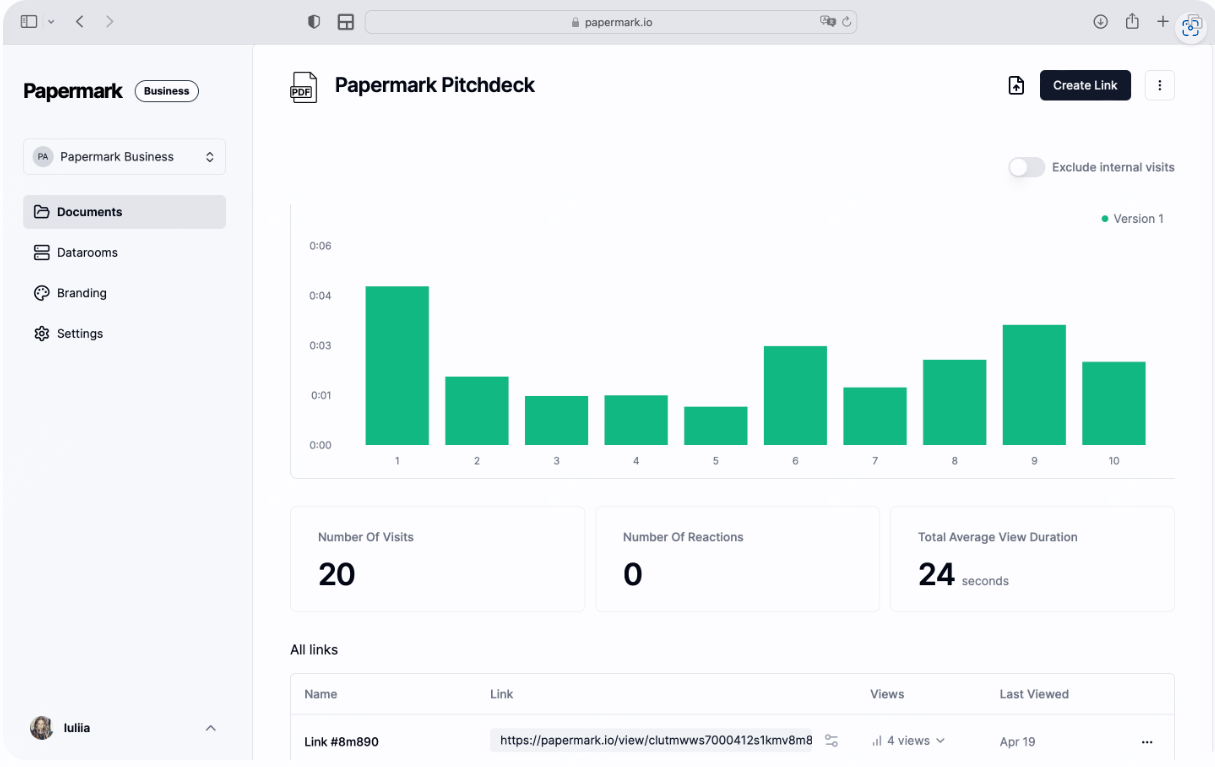 papermark.io
Papermark Business
PDF Papermark Pitchdeck Create Link
PA Papermark Business
Exclude internal visits
Documents
Datarooms
Branding
Settings
Version 1
0:06
0:04
0:03
0:01
0:00
1 2 3 4 5 6 7 8 9 10
Number Of Visits
20
Number Of Reactions
0
Total Average View Duration
24 seconds
All links
Name Link Views Last Viewed
Link #8m890 https://papermark.io/view/clutmwws7000412s1kmv8m8 4 views Apr 19
Iuliia